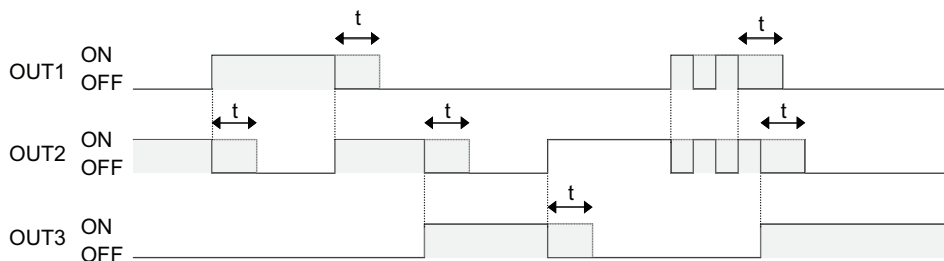 t t
OUT1 ON
OFF
t t t
OUT2 ON
OFF
t
OUT3 ON
OFF